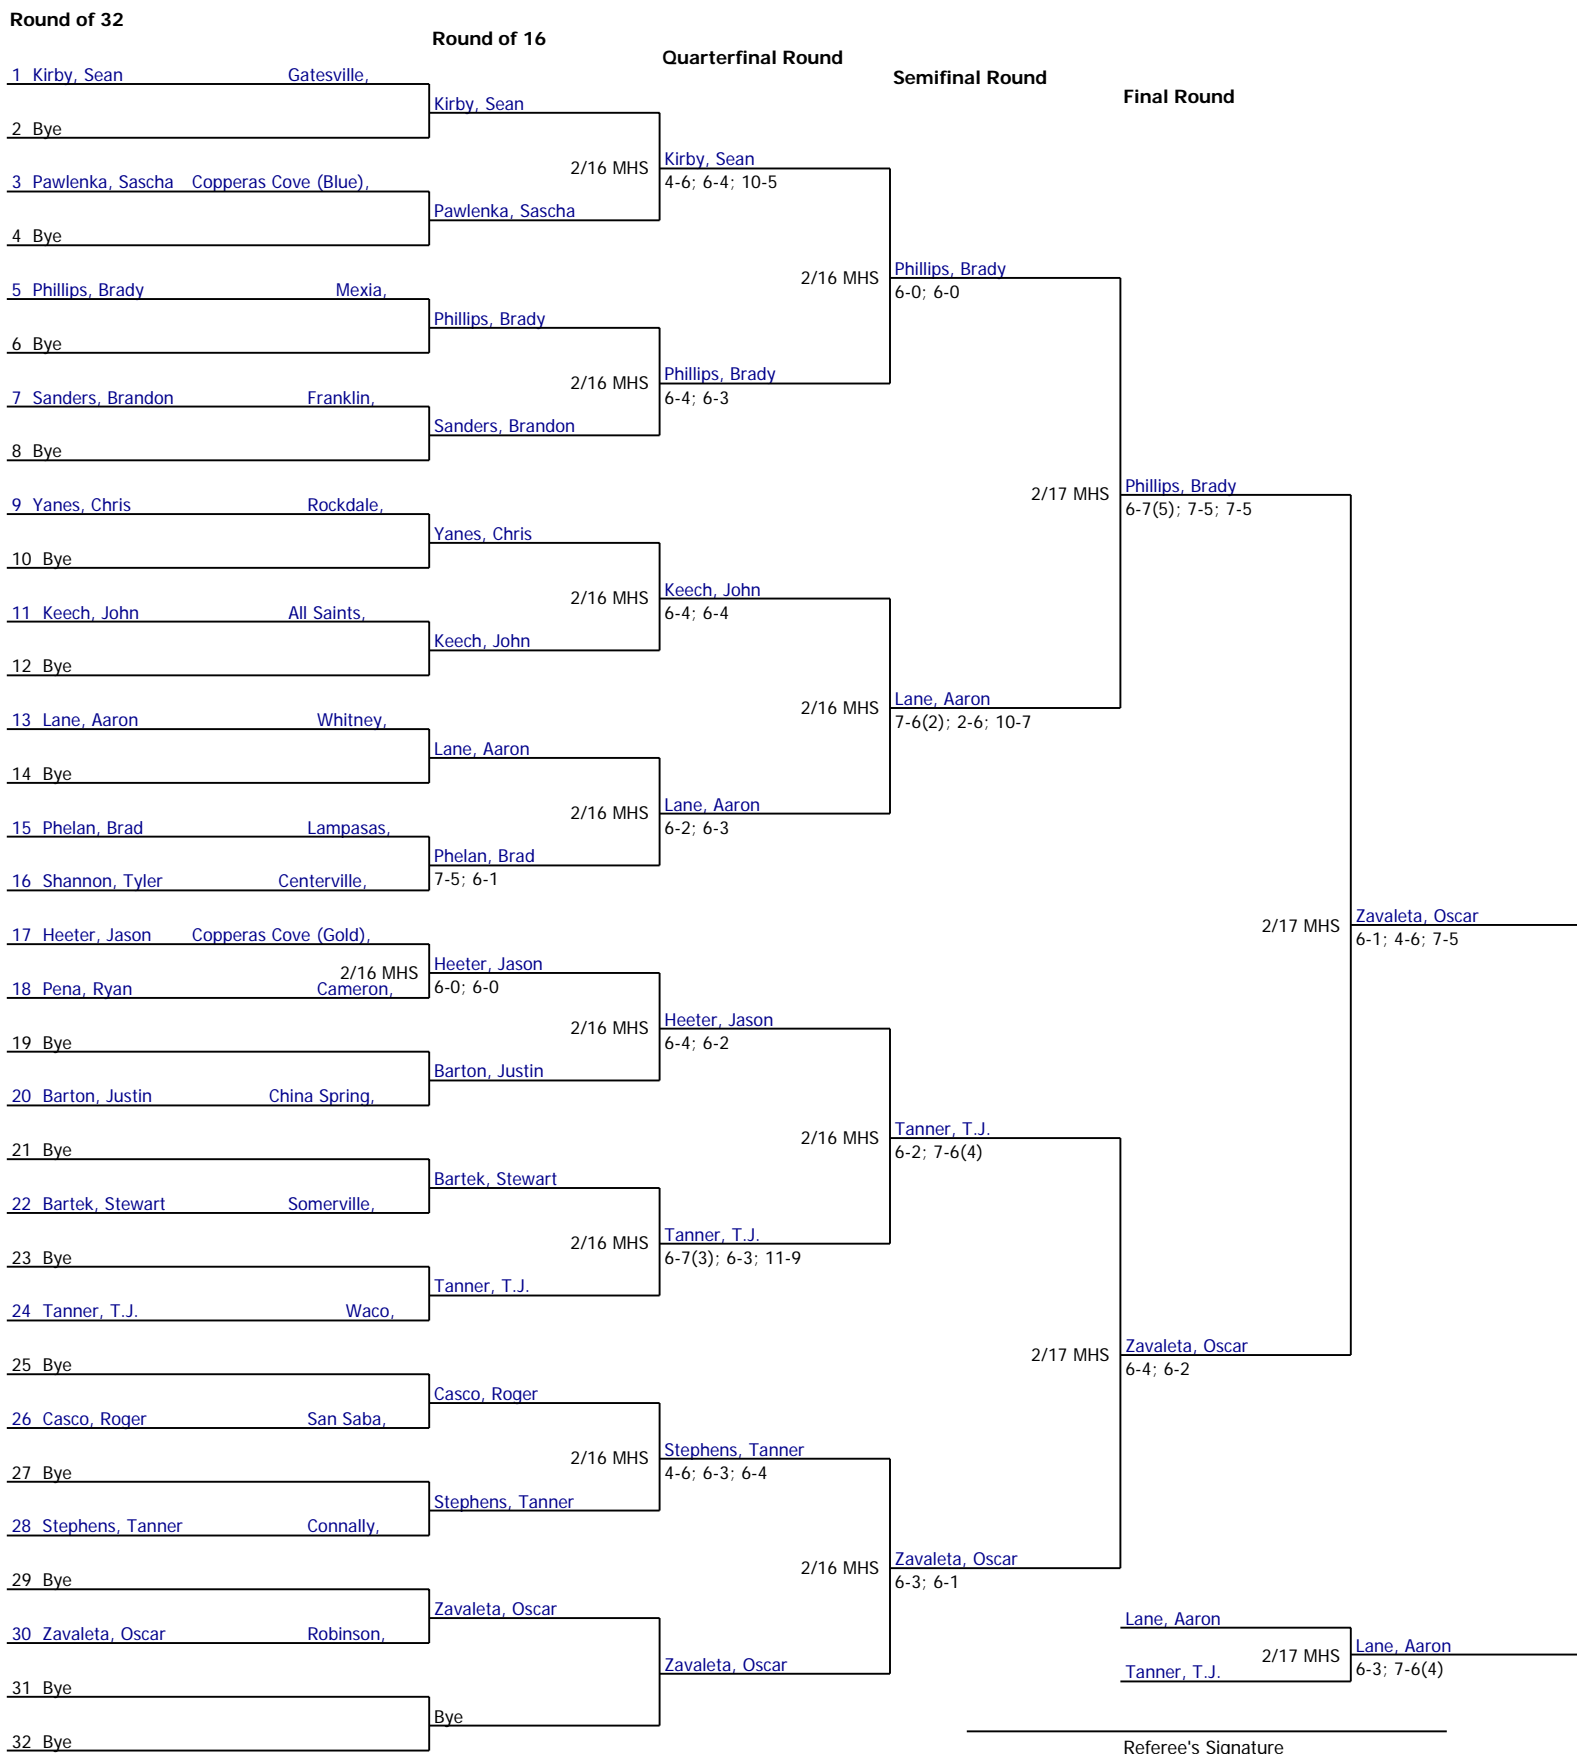 Round of 32
Round of 16
Quarterfinal Round
Semifinal Round
Final Round
1 Kirby, Sean Gatesville,
Kirby, Sean
2 Bye
2/16 MHS Kirby, Sean
4-6; 6-4; 10-5
3 Pawlenka, Sascha Copperas Cove (Blue),
Pawlenka, Sascha
4 Bye
2/16 MHS Phillips, Brady
6-0; 6-0
5 Phillips, Brady Mexia,
Phillips, Brady
6 Bye
2/16 MHS Phillips, Brady
6-4; 6-3
7 Sanders, Brandon Franklin,
Sanders, Brandon
8 Bye
2/17 MHS Phillips, Brady
6-7(5); 7-5; 7-5
9 Yanes, Chris Rockdale,
Yanes, Chris
10 Bye
2/16 MHS Keech, John
6-4; 6-4
11 Keech, John All Saints,
Keech, John
12 Bye
2/16 MHS Lane, Aaron
7-6(2); 2-6; 10-7
13 Lane, Aaron Whitney,
Lane, Aaron
14 Bye
2/16 MHS Lane, Aaron
6-2; 6-3
15 Phelan, Brad Lampasas,
Phelan, Brad
7-5; 6-1
16 Shannon, Tyler Centerville,
2/17 MHS Zavaleta, Oscar
6-1; 4-6; 7-5
17 Heeter, Jason Copperas Cove (Gold),
2/16 MHS Heeter, Jason
6-0; 6-0
18 Pena, Ryan Cameron,
2/16 MHS Heeter, Jason
6-4; 6-2
19 Bye
Barton, Justin
20 Barton, Justin China Spring,
2/16 MHS Tanner, T.J.
6-2; 7-6(4)
21 Bye
Bartek, Stewart
22 Bartek, Stewart Somerville,
2/16 MHS Tanner, T.J.
6-7(3); 6-3; 11-9
23 Bye
Tanner, T.J.
24 Tanner, T.J. Waco,
2/17 MHS Zavaleta, Oscar
6-4; 6-2
25 Bye
Casco, Roger
26 Casco, Roger San Saba,
2/16 MHS Stephens, Tanner
4-6; 6-3; 6-4
27 Bye
Stephens, Tanner
28 Stephens, Tanner Connally,
2/16 MHS Zavaleta, Oscar
6-3; 6-1
29 Bye
Zavaleta, Oscar
30 Zavaleta, Oscar Robinson,
Zavaleta, Oscar
31 Bye
Bye
32 Bye
Lane, Aaron
2/17 MHS Lane, Aaron
6-3; 7-6(4)
Tanner, T.J.
Referee's Signature